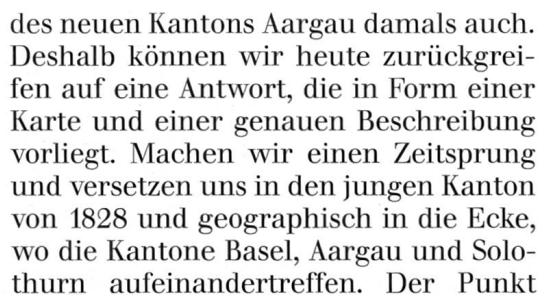 des neuen Kantons Aargau damals auch.
Deshalb können wir heute zurückgrei-
fen auf eine Antwort, die in Form einer
Karte und einer genauen Beschreibung
vorliegt. Machen wir einen Zeitsprung
und versetzen uns in den jungen Kanton
von 1828 und geographisch in die Ecke,
wo die Kantone Basel, Aargau und Solo-
thurn aufeinandertreffen. Der Punkt